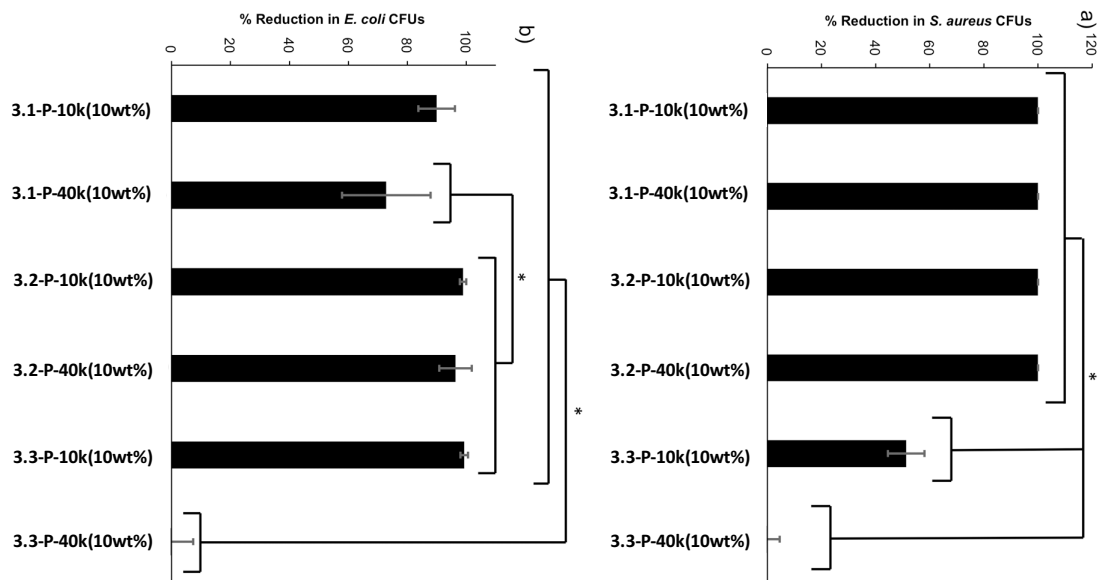 % Reduction in E. coli CFUs
b)
0
20
40
60
80
100
3.1-P-10k(10wt%)
3.1-P-40k(10wt%)
3.2-P-10k(10wt%)
3.2-P-40k(10wt%)
3.3-P-10k(10wt%)
3.3-P-40k(10wt%)
*
*
% Reduction in S. aureus CFUs
a)
0
20
40
60
80
100
120
3.1-P-10k(10wt%)
3.1-P-40k(10wt%)
3.2-P-10k(10wt%)
3.2-P-40k(10wt%)
3.3-P-10k(10wt%)
3.3-P-40k(10wt%)
*